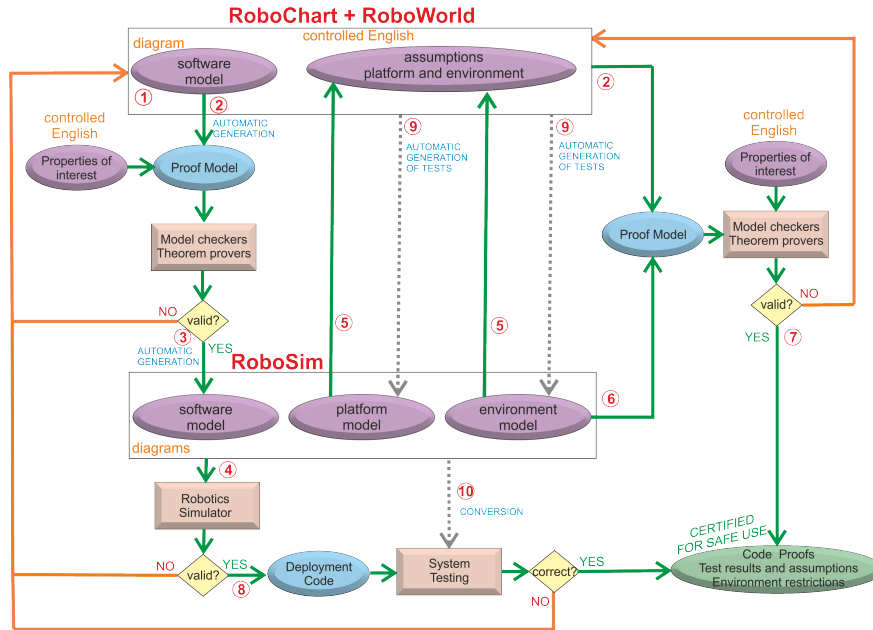 RoboChart + RoboWorld
diagram
controlled English
software
model
assumptions
platform and environment
1
2
AUTOMATIC
GENERATION
2
9
AUTOMATIC
GENERATION
OF TESTS
9
AUTOMATIC
GENERATION
OF TESTS
controlled
English
Properties of
interest
Proof Model
controlled
English
Properties of
interest
Model checkers
Theorem provers
Proof Model
Model checkers
Theorem provers
NO
valid?
3
YES
AUTOMATIC
GENERATION
5
5
valid?
NO
YES
7
RoboSim
software
model
platform
model
environment
model
6
diagrams
4
Robotics
Simulator
10
CONVERSION
NO
valid?
YES
8
Deployment
Code
System
Testing
correct?
YES
NO
CERTIFIED
FOR SAFE USE
Code Proofs
Test results and assumptions
Environment restrictions